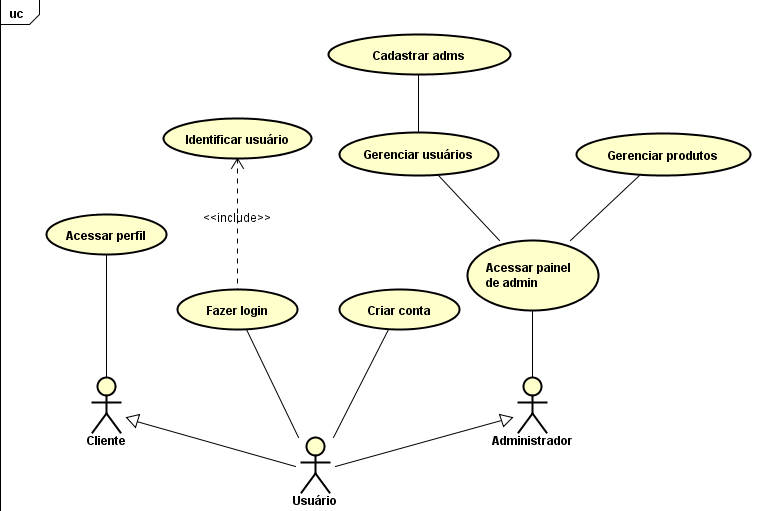 uc
Cadastrar adms
Identificar usuário
Gerenciar usuários
Gerenciar produtos
<<include>>
Acessar perfil
Acessar painel
de admin
Fazer login
Criar conta
Cliente
Administrador
Usuário